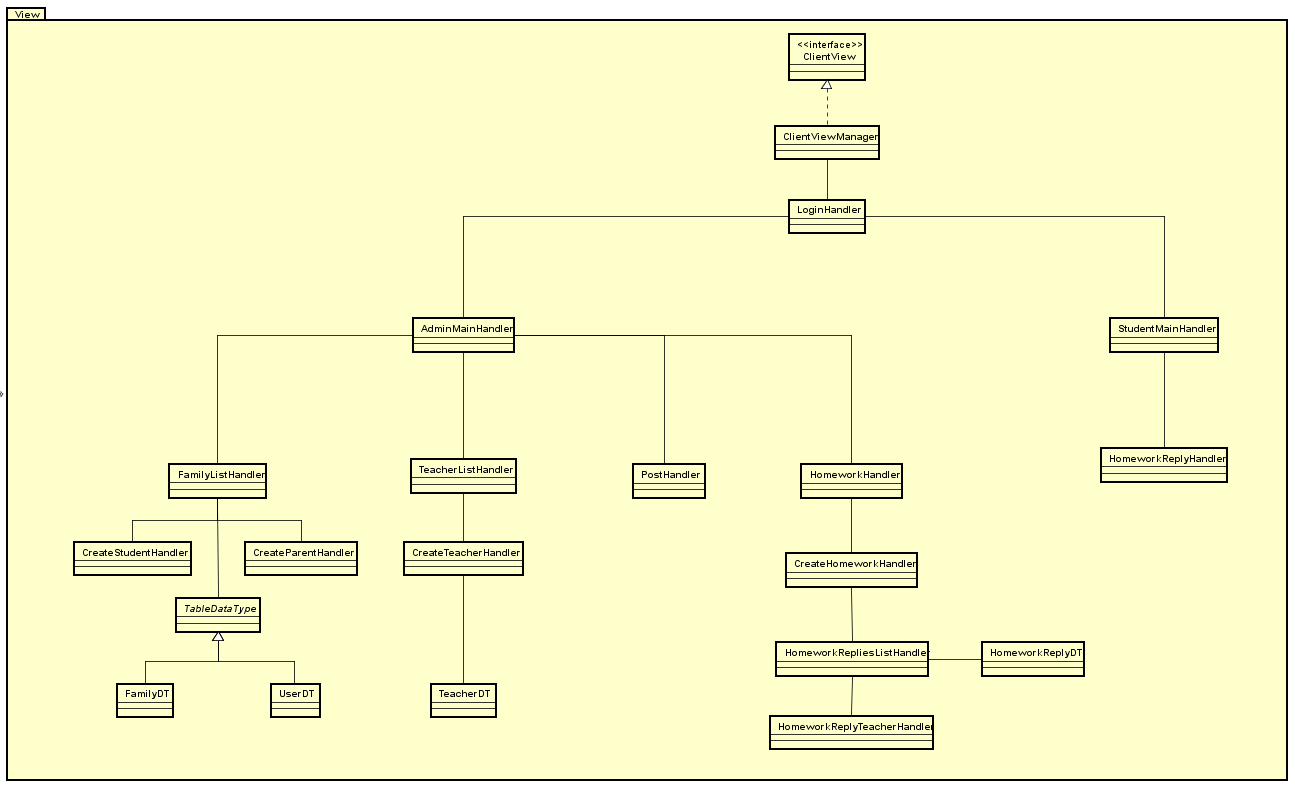 View
<<interface>>
ClientView
ClientViewManager
LoginHandler
AdminMainHandler
StudentMainHandler
FamilyListHandler
TeacherListHandler
PostHandler
HomeworkHandler
HomeworkReplyHandler
CreateStudentHandler
CreateParentHandler
CreateTeacherHandler
CreateHomeworkHandler
TableDataType
HomeworkRepliesListHandler
HomeworkReplyDT
FamilyDT
UserDT
TeacherDT
HomeworkReplyTeacherHandler